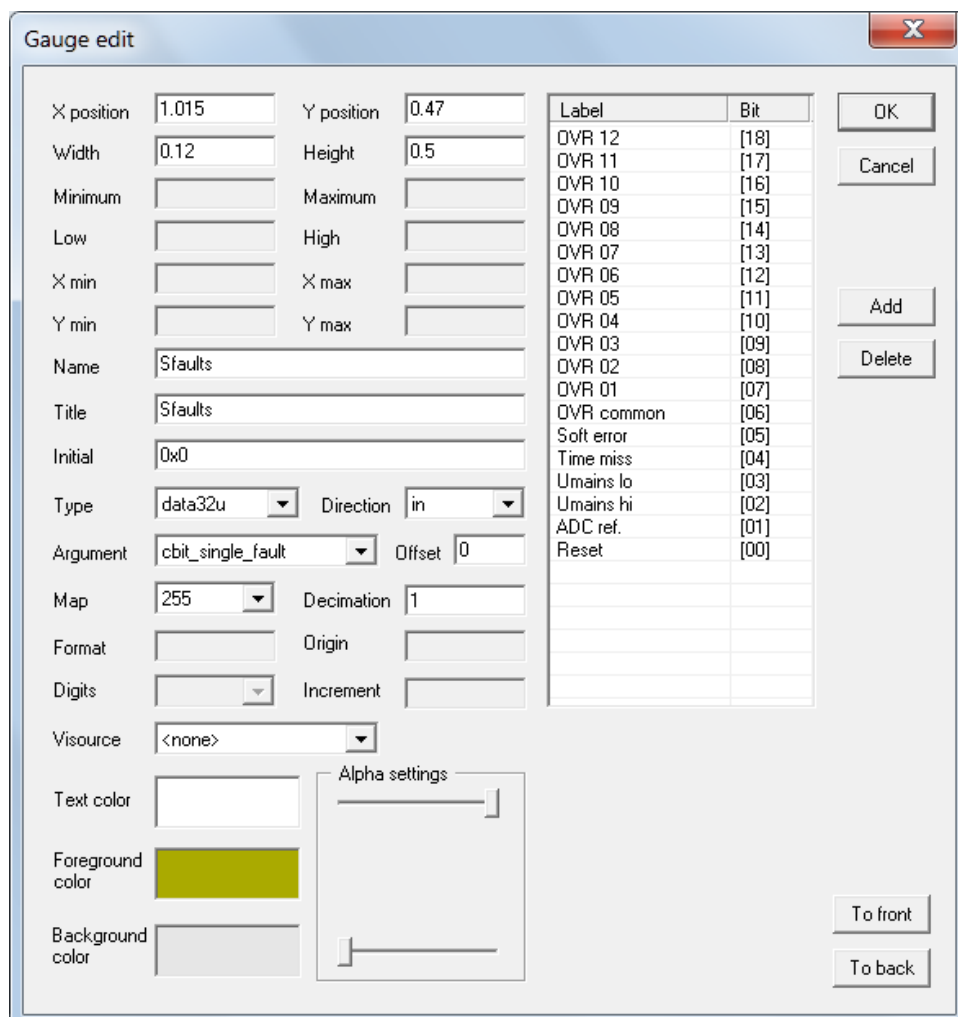 Gauge edit
X position 1.015 Y position 0.47
Width 0.12 Height 0.5
Minimum Maximum
Low High
X min X max
Y min Y max
Name Sfaults
Title Sfaults
Initial 0x0
Type data32u Direction in
Argument cbit_single_fault Offset 0
Map 255 Decimation 1
Format Origin
Digits Increment
Visource <none>
Text color
Alpha settings
Foreground
color
Background
color
Label Bit
OVR 12 [18]
OVR 11 [17]
OVR 10 [16]
OVR 09 [15]
OVR 08 [14]
OVR 07 [13]
OVR 06 [12]
OVR 05 [11]
OVR 04 [10]
OVR 03 [09]
OVR 02 [08]
OVR 01 [07]
OVR common [06]
Soft error [05]
Time miss [04]
Umains lo [03]
Umains hi [02]
ADC ref. [01]
Reset [00]
OK
Cancel
Add
Delete
To front
To back